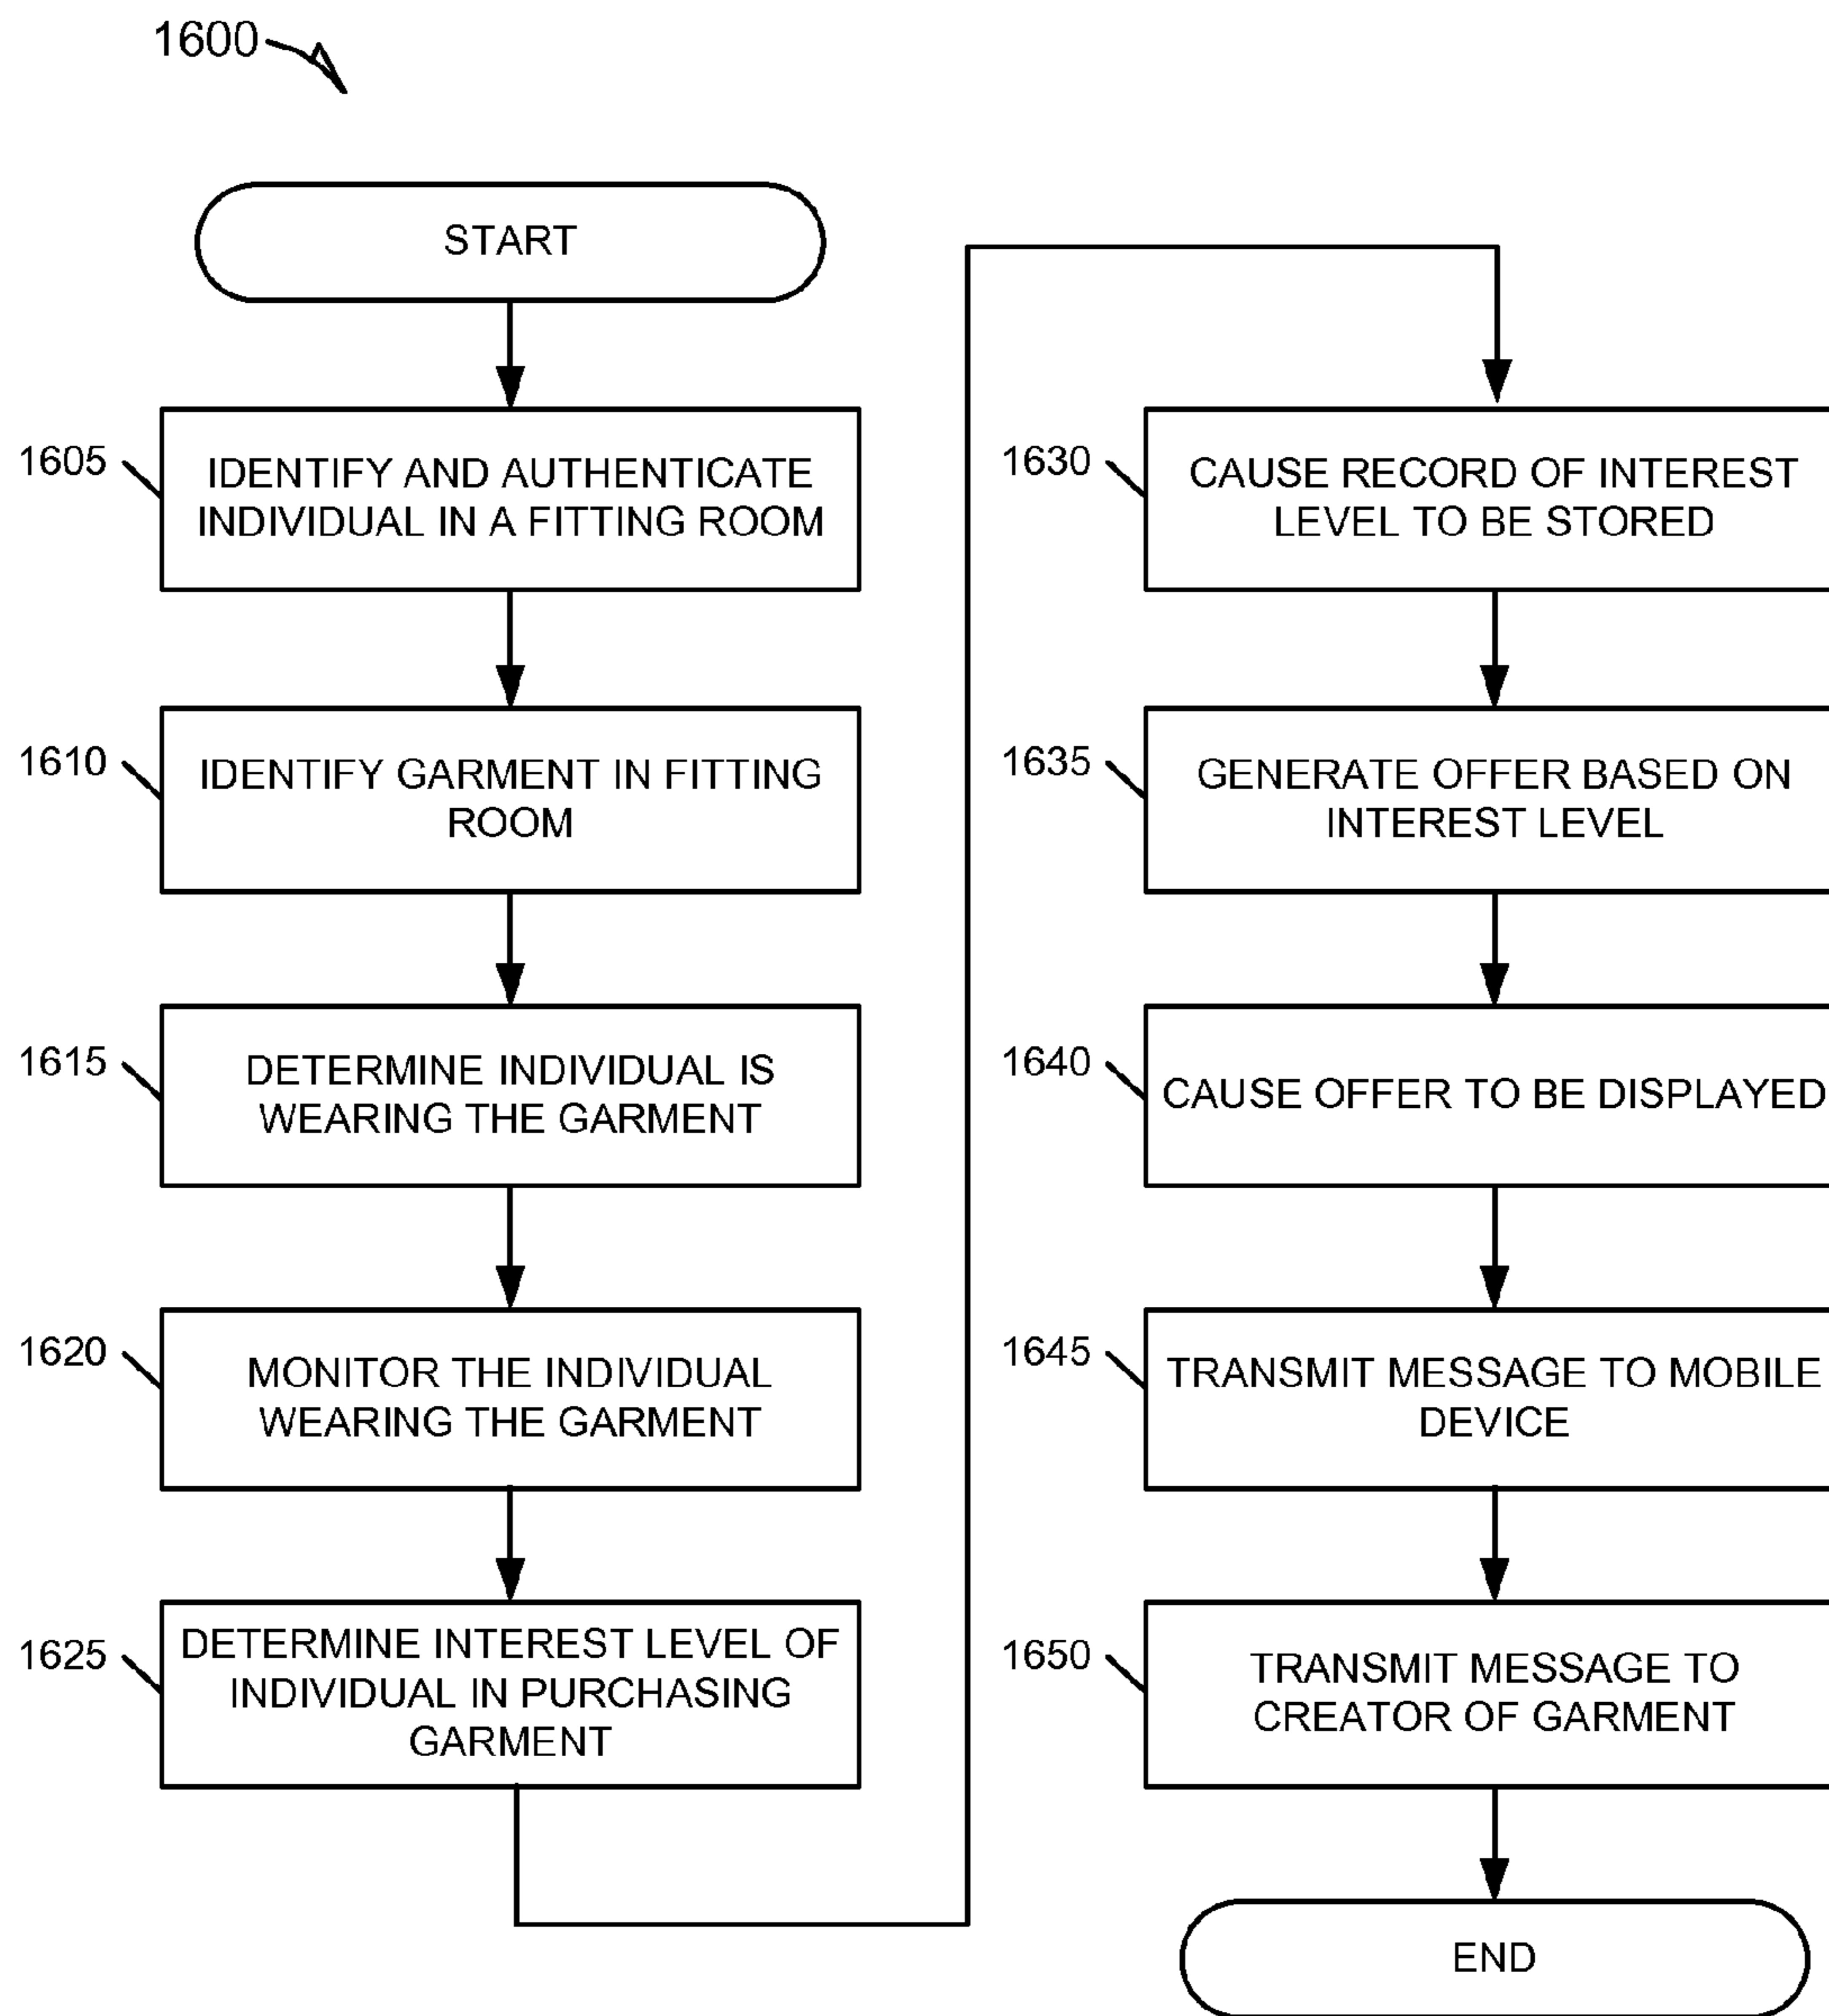 1600
START
1605
IDENTIFY AND AUTHENTICATE
INDIVIDUAL IN A FITTING ROOM
1610
IDENTIFY GARMENT IN FITTING
ROOM
1615
DETERMINE INDIVIDUAL IS
WEARING THE GARMENT
1620
MONITOR THE INDIVIDUAL
WEARING THE GARMENT
1625
DETERMINE INTEREST LEVEL OF
INDIVIDUAL IN PURCHASING
GARMENT
1630
CAUSE RECORD OF INTEREST
LEVEL TO BE STORED
1635
GENERATE OFFER BASED ON
INTEREST LEVEL
1640
CAUSE OFFER TO BE DISPLAYED
1645
TRANSMIT MESSAGE TO MOBILE
DEVICE
1650
TRANSMIT MESSAGE TO
CREATOR OF GARMENT
END